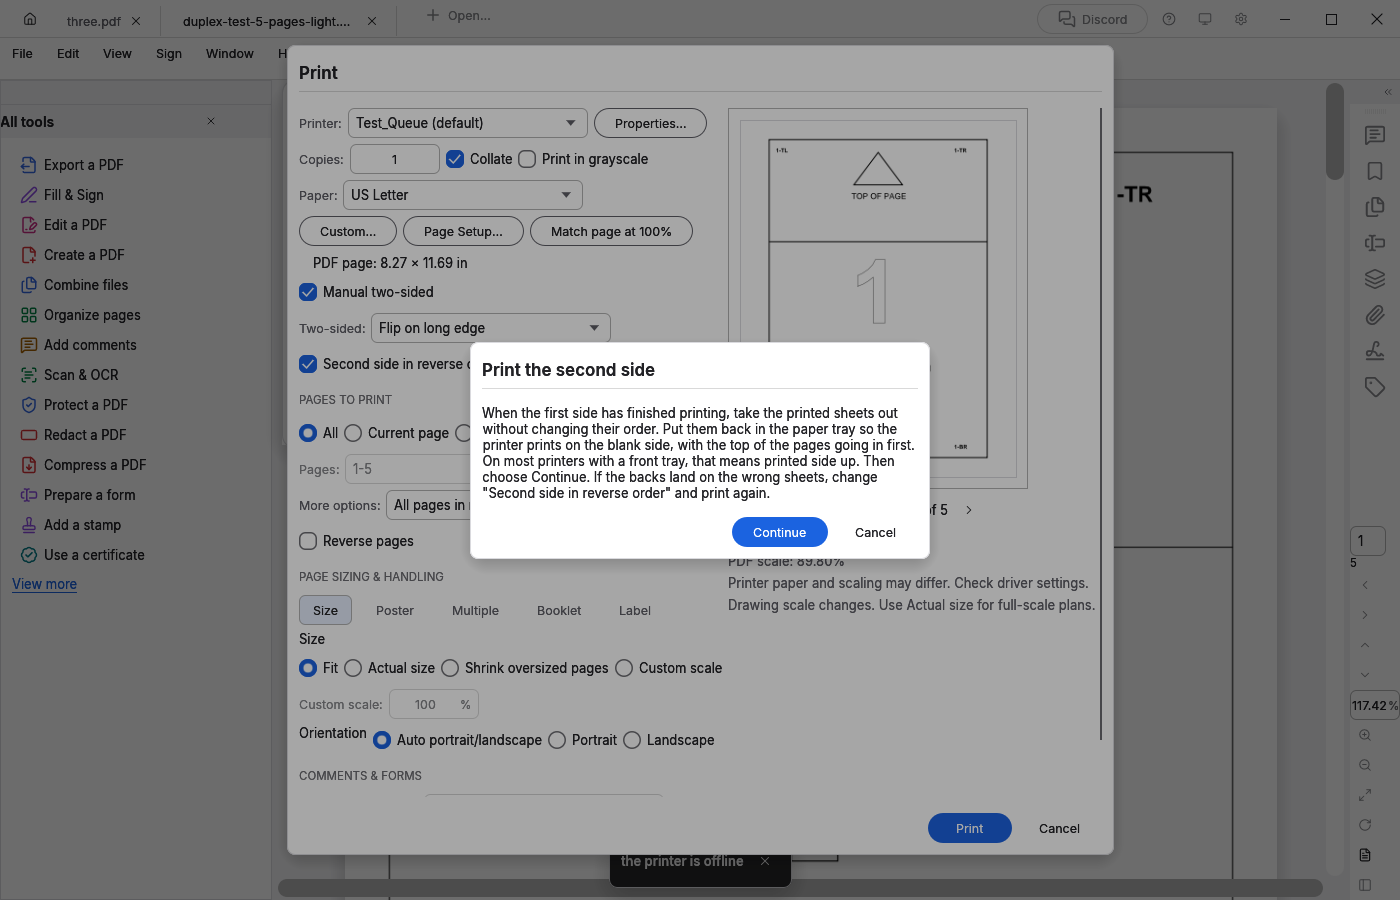 three.pdf
duplex-test-5-pages-light....
Open...
Discord
File Edit View Sign Window H
All tools
Export a PDF
Fill & Sign
Edit a PDF
Create a PDF
Combine files
Organize pages
Add comments
Scan & OCR
Protect a PDF
Redact a PDF
Compress a PDF
Prepare a form
Add a stamp
Use a certificate
View more
Print
Printer: Test_Queue (default) Properties...
Copies: 1 Collate Print in grayscale
Paper: US Letter
Custom... Page Setup... Match page at 100%
PDF page: 8.27 × 11.69 in
Manual two-sided
Two-sided: Flip on long edge
Second side in reverse
PAGES TO PRINT
All Current page
Pages: 1-5
More options: All pages in
Reverse pages
PAGE SIZING & HANDLING
Size Poster Multiple Booklet Label
Size
Fit Actual size Shrink oversized pages Custom scale
Custom scale: 100 %
Orientation Auto portrait/landscape Portrait Landscape
COMMENTS & FORMS
1-TL 1-TR
TOP OF PAGE
1
1-BR
of 5
PDF scale: 89.80%
Printer paper and scaling may differ. Check driver settings.
Drawing scale changes. Use Actual size for full-scale plans.
Print the second side
When the first side has finished printing, take the printed sheets out
without changing their order. Put them back in the paper tray so the
printer prints on the blank side, with the top of the pages going in first.
On most printers with a front tray, that means printed side up. Then
choose Continue. If the backs land on the wrong sheets, change
"Second side in reverse order" and print again.
Continue Cancel
Print Cancel
the printer is offline
-TR
1
5
117.42%